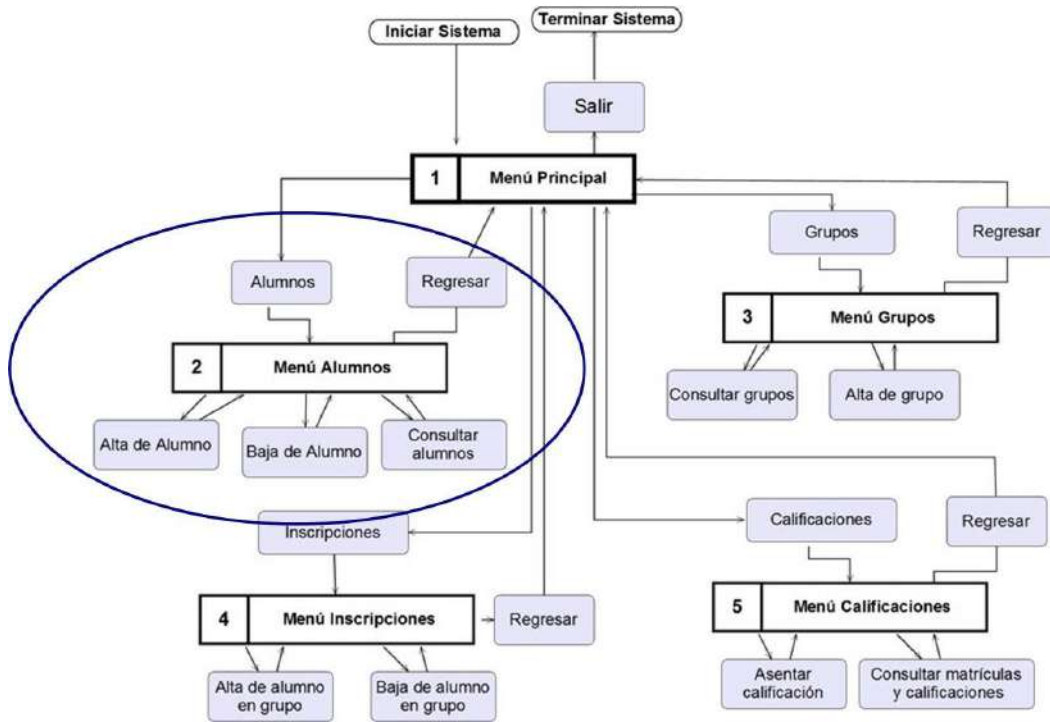 Iniciar Sistema
Terminar Sistema
Salir
1
Menú Principal
Alumnos
Regresar
Grupos
Regresar
2
Menú Alumnos
3
Menú Grupos
Alta de Alumno
Baja de Alumno
Consultar
alumnos
Consultar grupos
Alta de grupo
Inscripciones
Calificaciones
Regresar
4
Menú Inscripciones
Regresar
5
Menú Calificaciones
Alta de alumno
en grupo
Baja de alumno
en grupo
Asentar
calificación
Consultar matrículas
y calificaciones